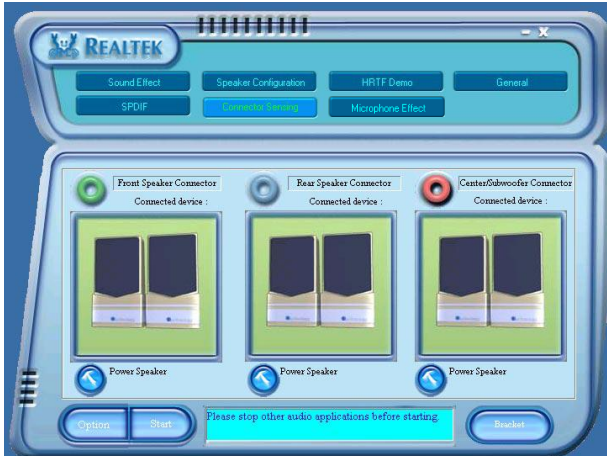 REALTEK
- X
Sound Effect
Speaker Configuration
HRTF Demo
General
SPDIF
Connector Sensing
Microphone Effect
Front Speaker Connector
Rear Speaker Connector
Center/Subwoofer Connector
Connected device :
Connected device :
Connected device :
Power Speaker
Power Speaker
Power Speaker
Option
Start
Please stop other audio applications before starting.
Bracket